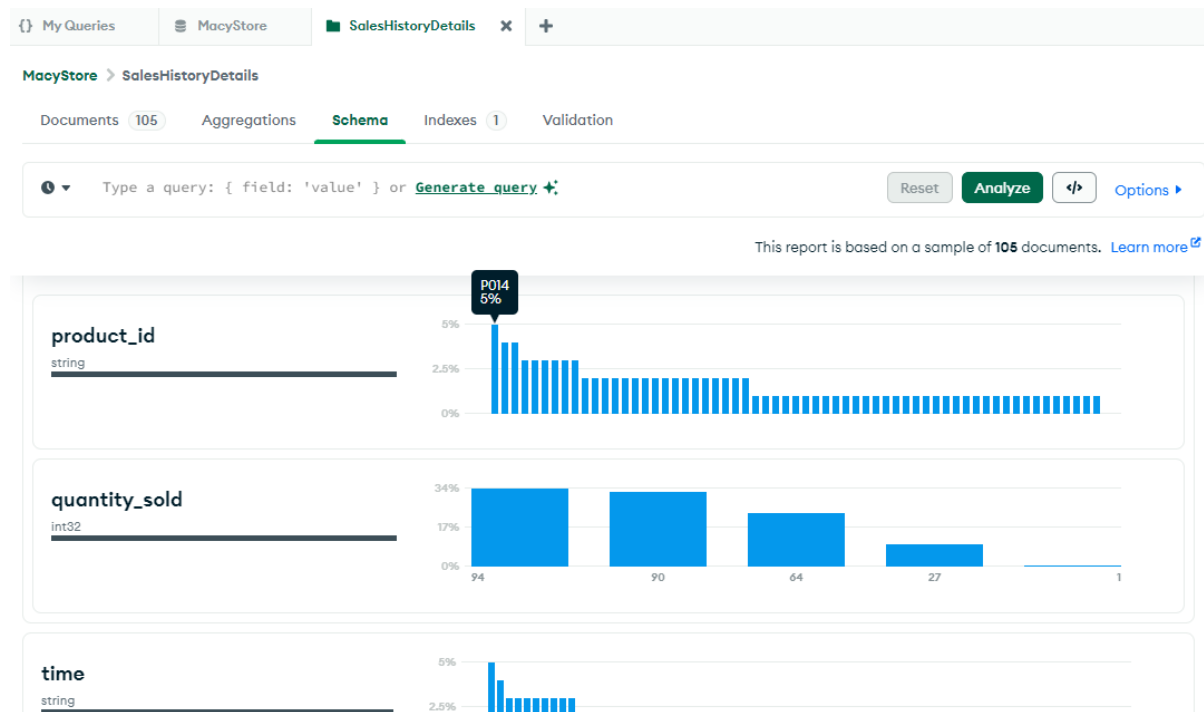 {} My Queries
MacyStore
SalesHistoryDetails
MacyStore > SalesHistoryDetails
Documents 105 Aggregations Schema Indexes 1 Validation
Type a query: { field: 'value' } or Generate query
Reset Analyze </> Options
This report is based on a sample of 105 documents. Learn more
P014
5%
product_id
string
5%
2.5%
0%
quantity_sold
int32
34%
17%
0%
94 90 64 27 1
time
string
5%
2.5%